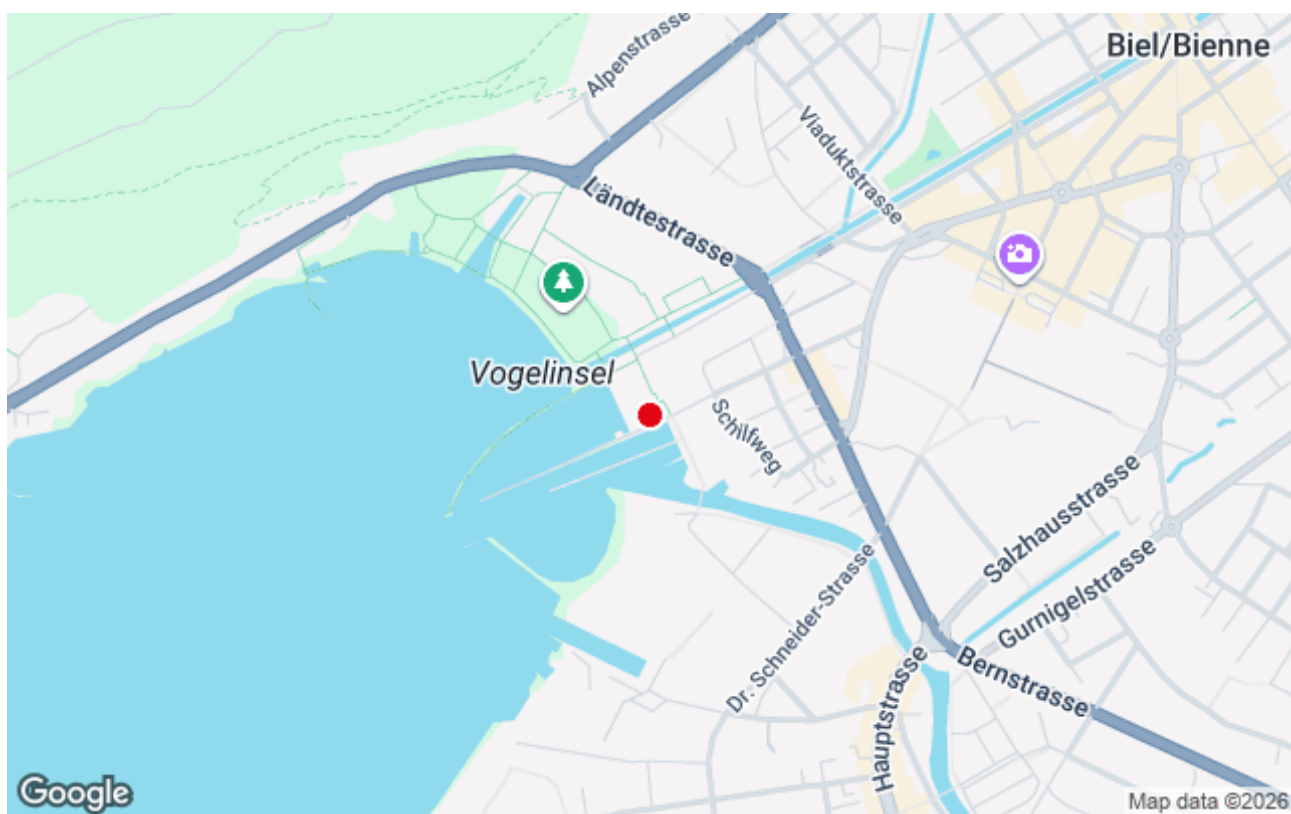 Biel/Bienne
Alpenstrasse
Viaduktstrasse
Ländtestrasse
Vogelinsel
Schilfweg
Salzhausstrasse
Gurnigelstrasse
Dr. Schneider-Strasse
Hauptstrasse
Bernstrasse
Google
Map data ©2026